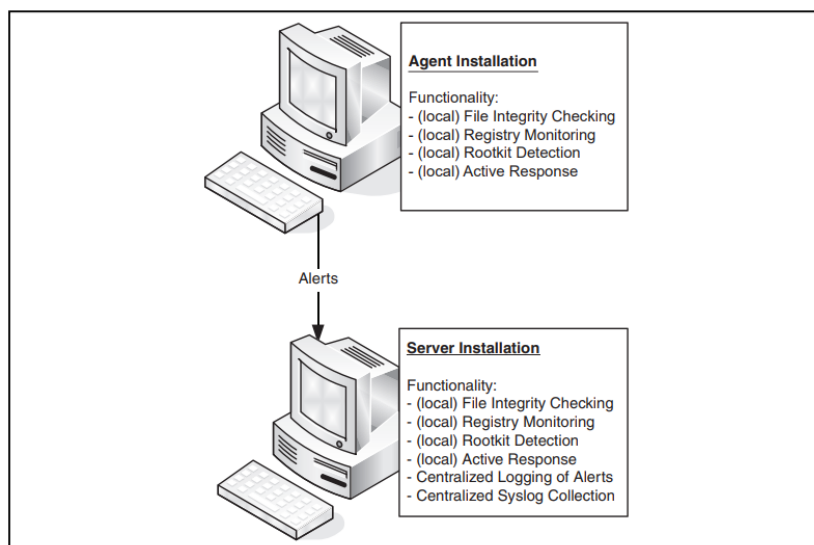 Agent Installation
Functionality:
- (local) File Integrity Checking
- (local) Registry Monitoring
- (local) Rootkit Detection
- (local) Active Response
Alerts
Server Installation
Functionality:
- (local) File Integrity Checking
- (local) Registry Monitoring
- (local) Rootkit Detection
- (local) Active Response
- Centralized Logging of Alerts
- Centralized Syslog Collection